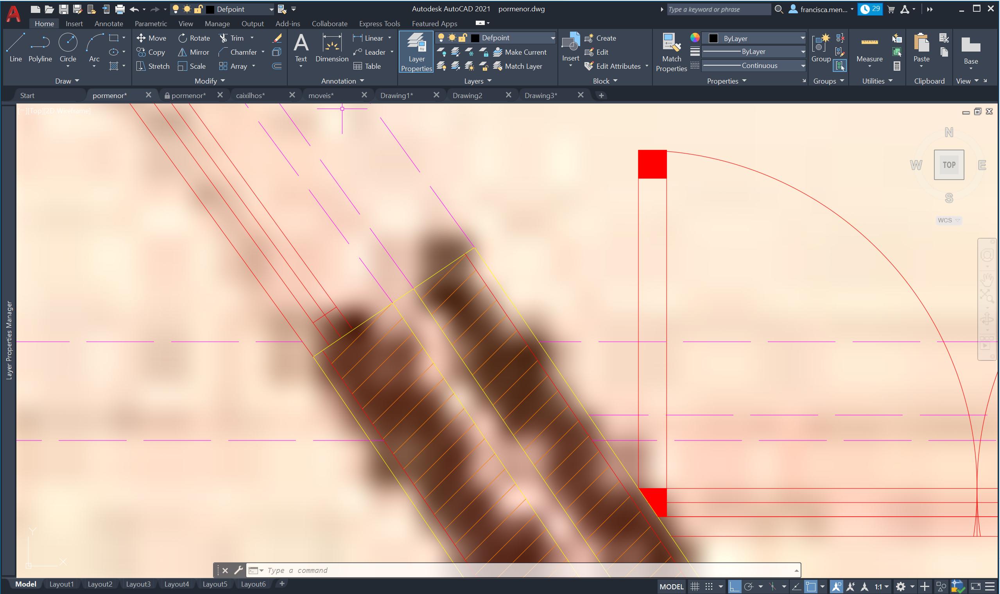 Defpoint
Autodesk AutoCAD 2021 pormenor.dwg
Type a keyword or phrase
francisca.men...
29
Home Insert Annotate Parametric View Manage Output Add-ins Collaborate Express Tools Featured Apps
Line Polyline Circle Arc
Move Rotate Trim
Copy Mirror Chamfer
Stretch Scale Array
Text Dimension
Linear
Leader
Table
Layer Properties
Defpoint
Make Current
Match Layer
Insert
Create
Edit
Edit Attributes
Match Properties
ByLayer
ByLayer
Continuous
Group
Measure
Paste
Base
Draw Modify Annotation Layers Block Properties Groups Utilities Clipboard View
Start pormenor* pormenor* caixilhos* moveis* Drawing1* Drawing2 Drawing3*
[−][Top][2D Wireframe]
N
W TOP E
S
WCS
Layer Properties Manager
Y
X
Type a command
Model Layout1 Layout2 Layout3 Layout4 Layout5 Layout6
MODEL 1:1